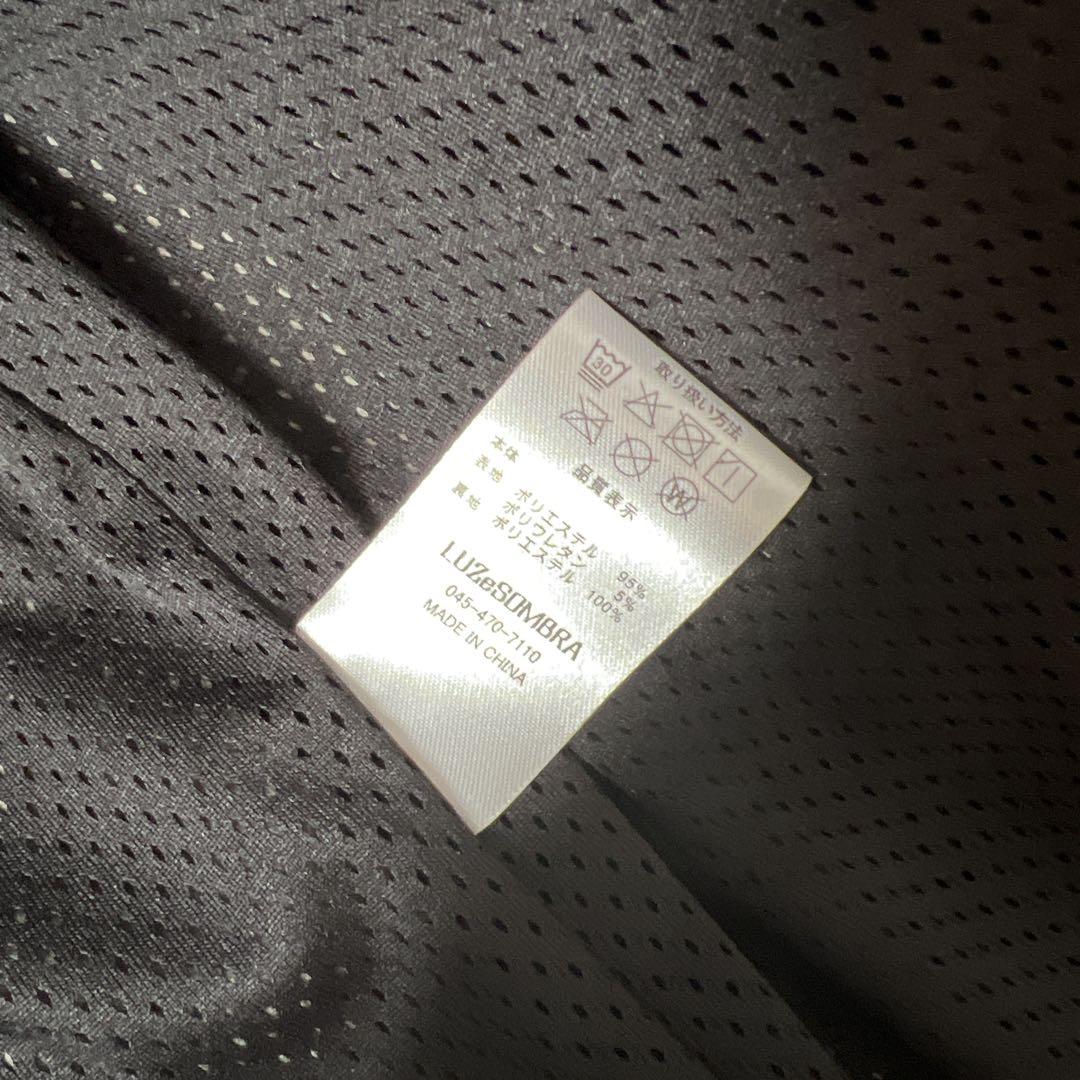 取り扱い方法
30
W
品質表示
本体
表地 ポリエステル 95%
ポリウレタン 5%
裏地 ポリエステル 100%
LUZeSOMBRA
045-470-7110
MADE IN CHINA